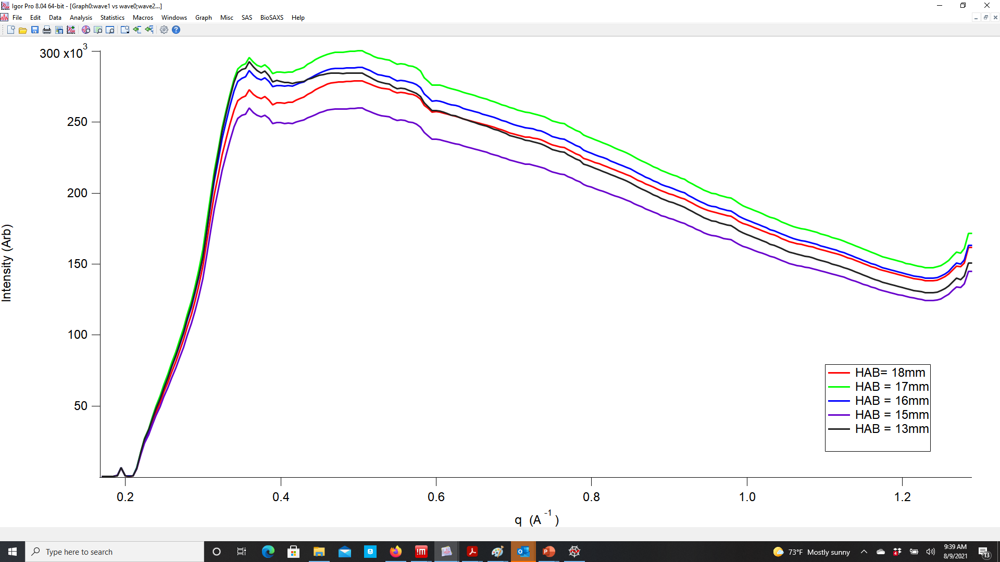 Igor Pro 8.04 64-bit - [Graph0:wave1 vs wave0;wave2...]
File Edit Data Analysis Statistics Macros Windows Graph Misc SAS BioSAXS Help
300 x10³
250
200
150
100
50
Intensity (Arb)
HAB= 18mm
HAB = 17mm
HAB = 16mm
HAB = 15mm
HAB = 13mm
0.2 0.4 0.6 0.8 1.0 1.2
q (A⁻¹)
Type here to search
73°F Mostly sunny
9:39 AM
8/9/2021
13